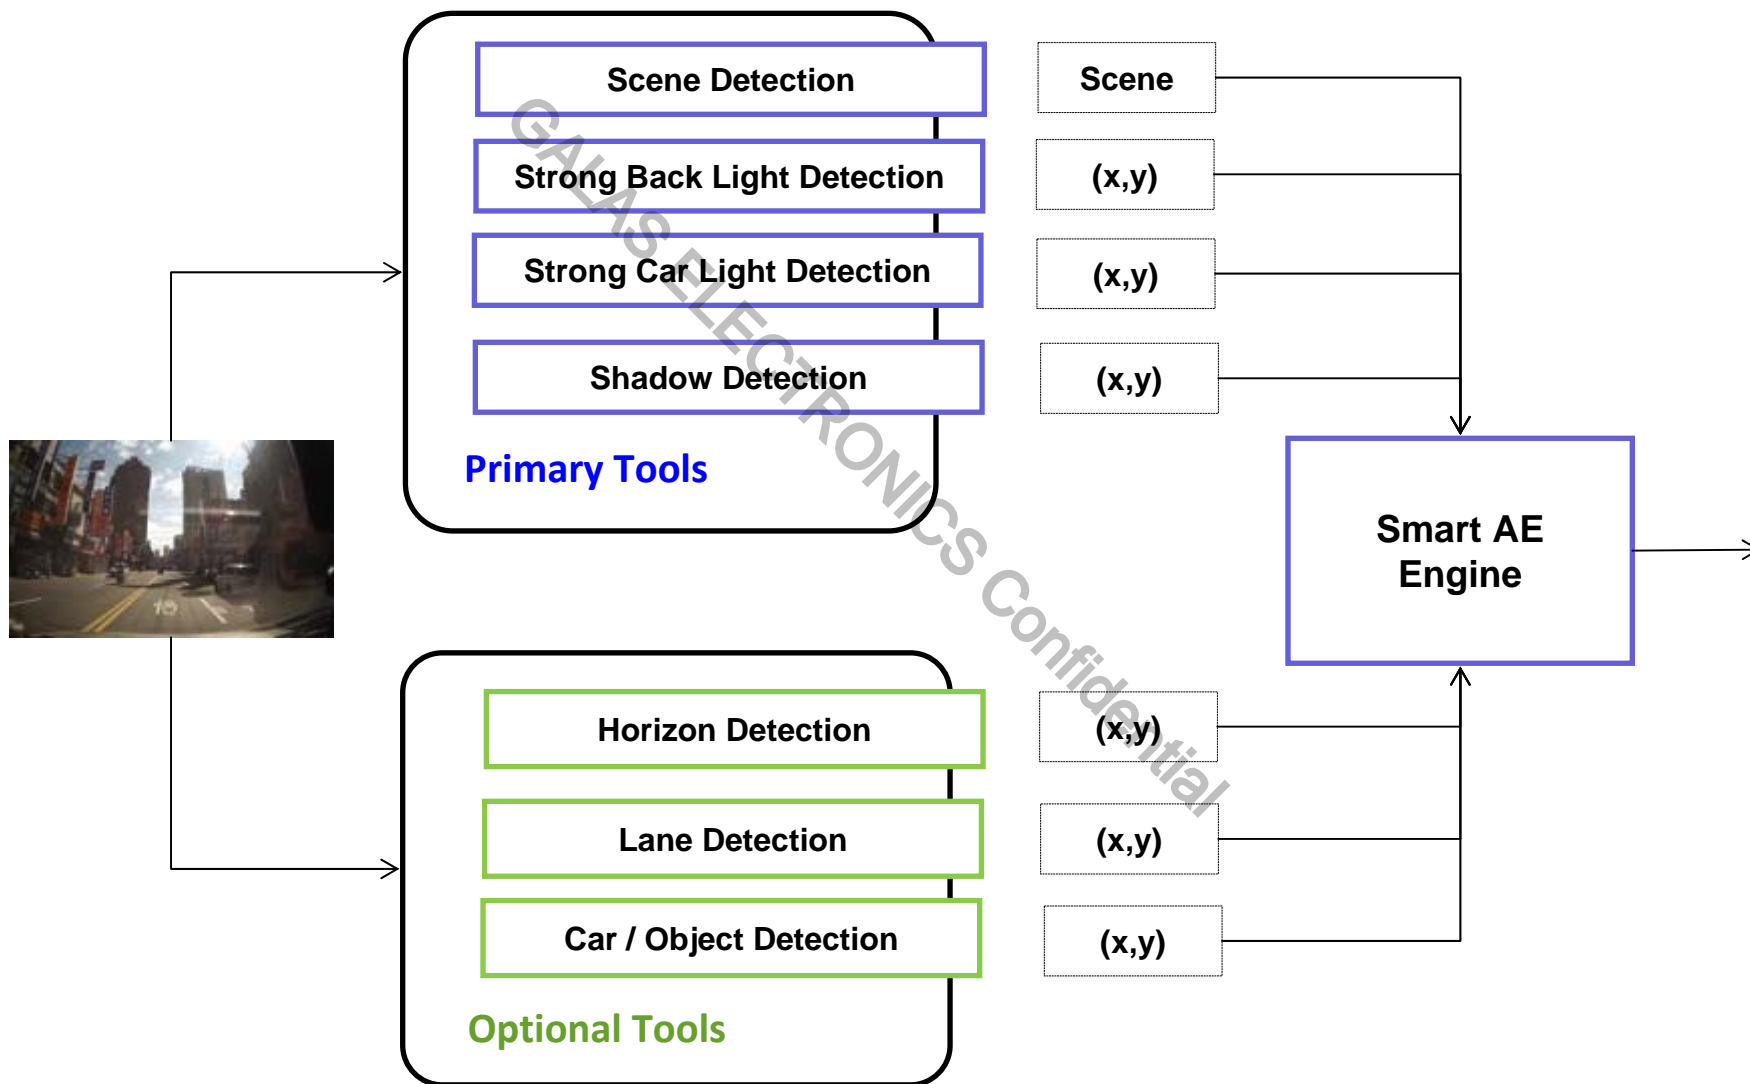 Scene Detection
Scene
Strong Back Light Detection
(x,y)
Strong Car Light Detection
(x,y)
Shadow Detection
(x,y)
Primary Tools
Smart AE
Engine
Horizon Detection
(x,y)
Lane Detection
(x,y)
Car / Object Detection
(x,y)
Optional Tools
GALAS ELECTRONICS Confidential